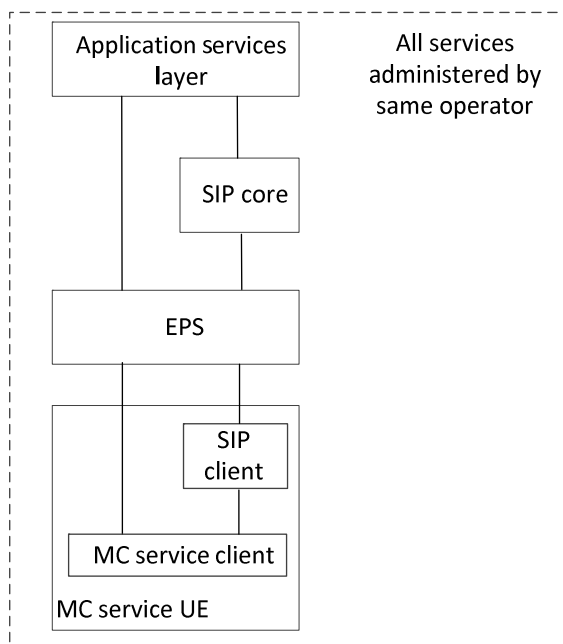 Application services
layer
All services
administered by
same operator
SIP core
EPS
SIP
client
MC service client
MC service UE